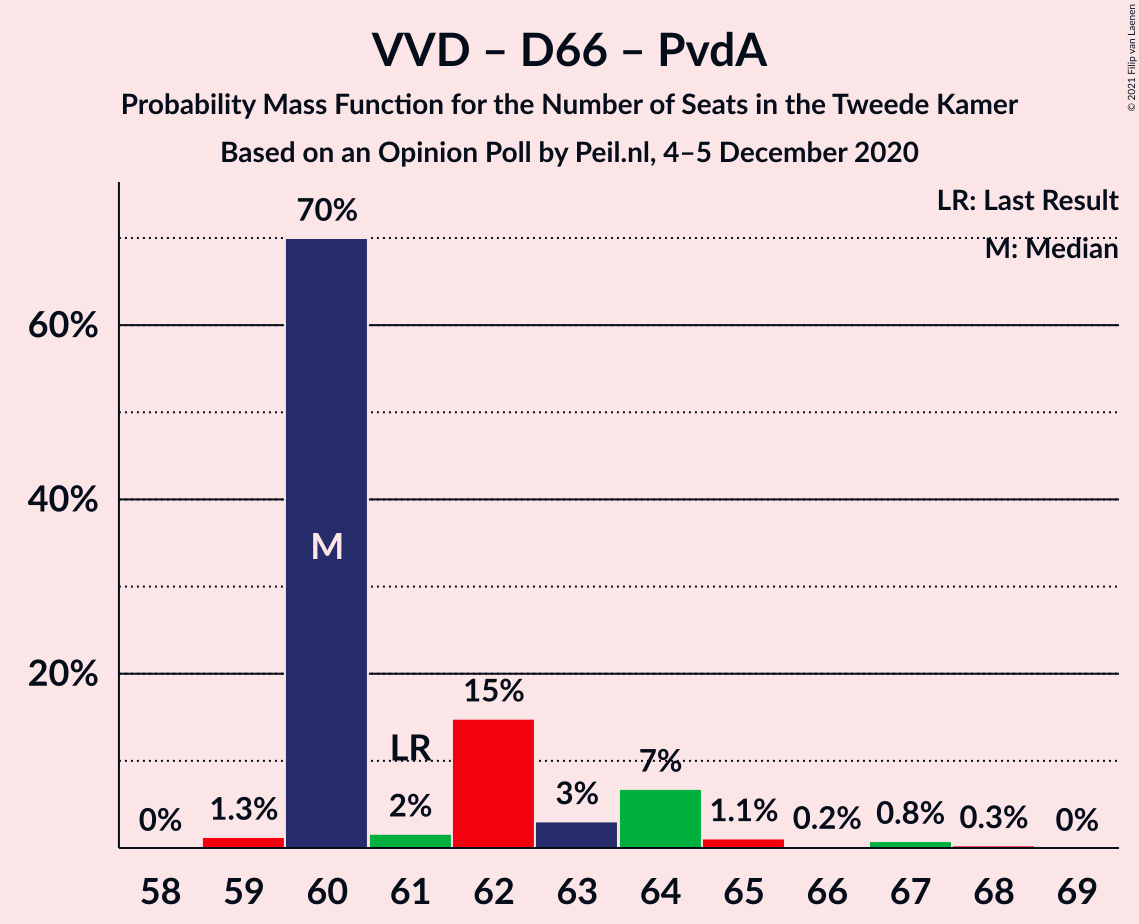 VVD – D66 – PvdA
Probability Mass Function for the Number of Seats in the Tweede Kamer
Based on an Opinion Poll by Peil.nl, 4–5 December 2020
© 2021 Filip van Laenen
LR: Last Result
M: Median
60%
40%
20%
0%
1.3%
70%
M
LR
2%
15%
3%
7%
1.1%
0.2%
0.8%
0.3%
0%
58 59 60 61 62 63 64 65 66 67 68 69